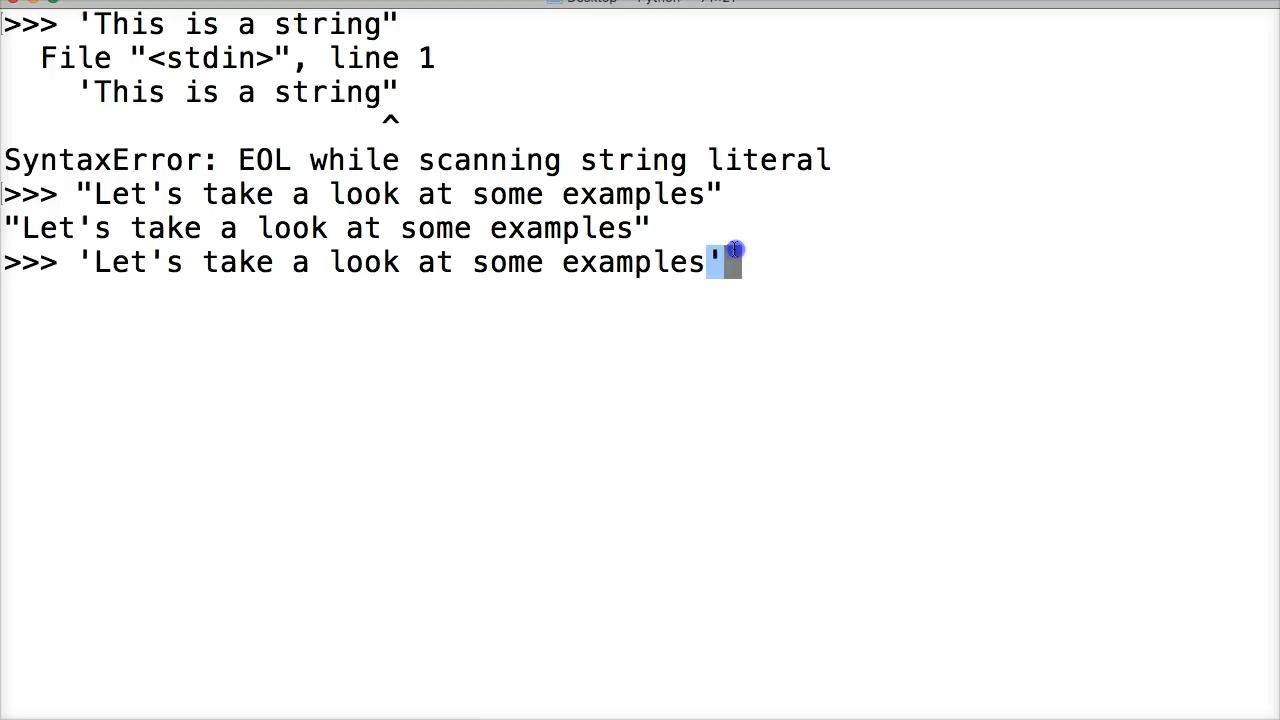 >>> 'This is a string"
  File "<stdin>", line 1
    'This is a string"
                     ^
SyntaxError: EOL while scanning string literal
>>> "Let's take a look at some examples"
"Let's take a look at some examples"
>>> 'Let's take a look at some examples'